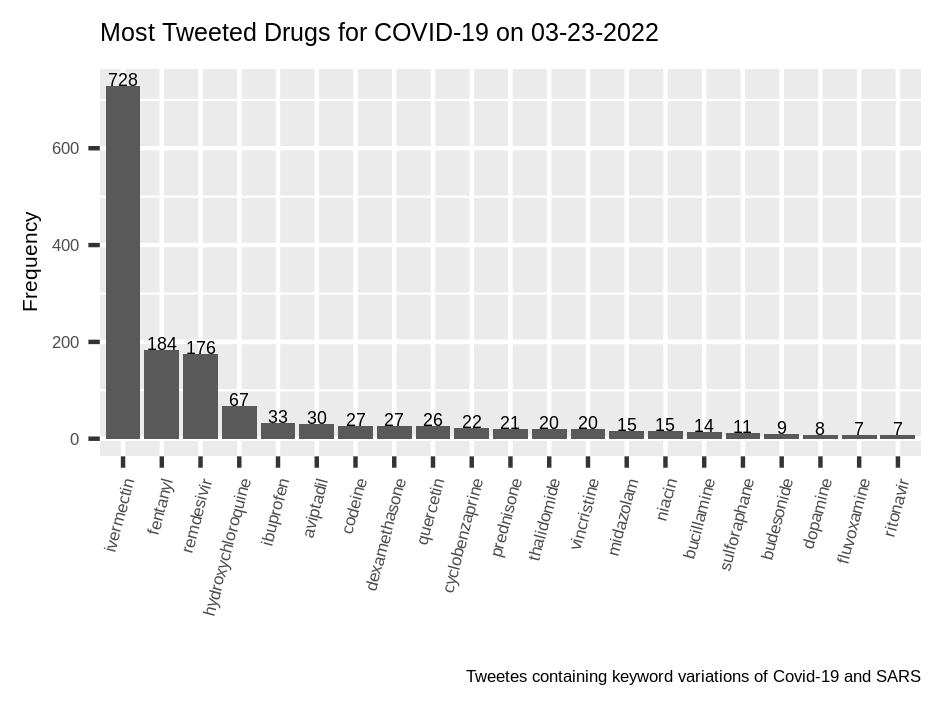 Most Tweeted Drugs for COVID-19 on 03-23-2022
Frequency
600
400
200
0
728
184
176
67
33
30
27
27
26
22
21
20
20
15
15
14
11
9
8
7
7
ivermectin
fentanyl
remdesivir
hydroxychloroquine
ibuprofen
aviptadil
codeine
dexamethasone
quercetin
cyclobenzaprine
prednisone
thalidomide
vincristine
midazolam
niacin
bucillamine
sulforaphane
budesonide
dopamine
fluvoxamine
ritonavir
Tweetes containing keyword variations of Covid-19 and SARS